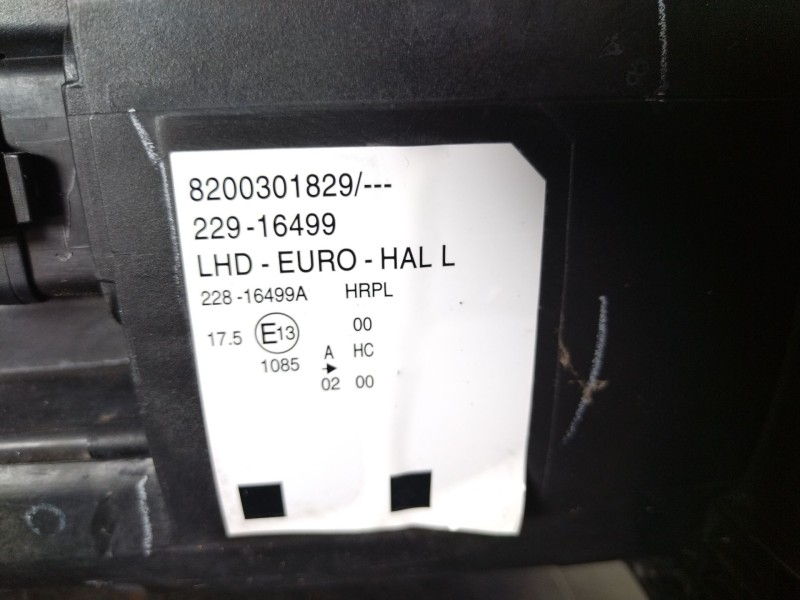 8200301829/---
229-16499
LHD - EURO - HAL L
228 -16499A HRPL
17.5 E13 00
1085 A HC
02 00